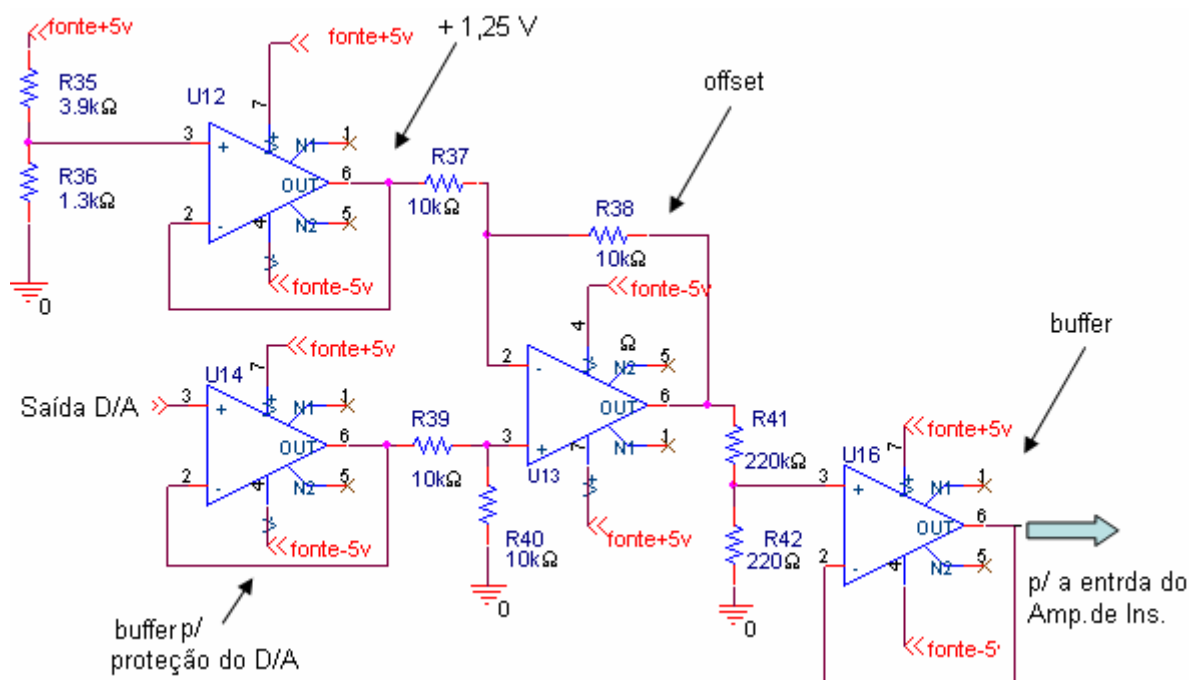 fonte+5v
R35
3.9kΩ
R36
1.3kΩ
0
U12
fonte+5v
7
3
+
2
-
4
N1
1
OUT
6
N2
5
fonte-5v
+ 1,25 V
R37
10kΩ
offset
R38
10kΩ
Saída D/A
U14
fonte+5v
7
3
+
2
-
4
N1
1
OUT
6
N2
5
fonte-5v
buffer p/
proteção do D/A
R39
10kΩ
R40
10kΩ
0
fonte-5v
4
Ω
2
-
3
+
U13
7
N2
5
OUT
6
N1
1
fonte+5v
R41
220kΩ
R42
220Ω
0
buffer
U16
fonte+5v
7
3
+
2
-
4
N1
1
OUT
6
N2
5
fonte-5
p/ a entrda do
Amp.de Ins.